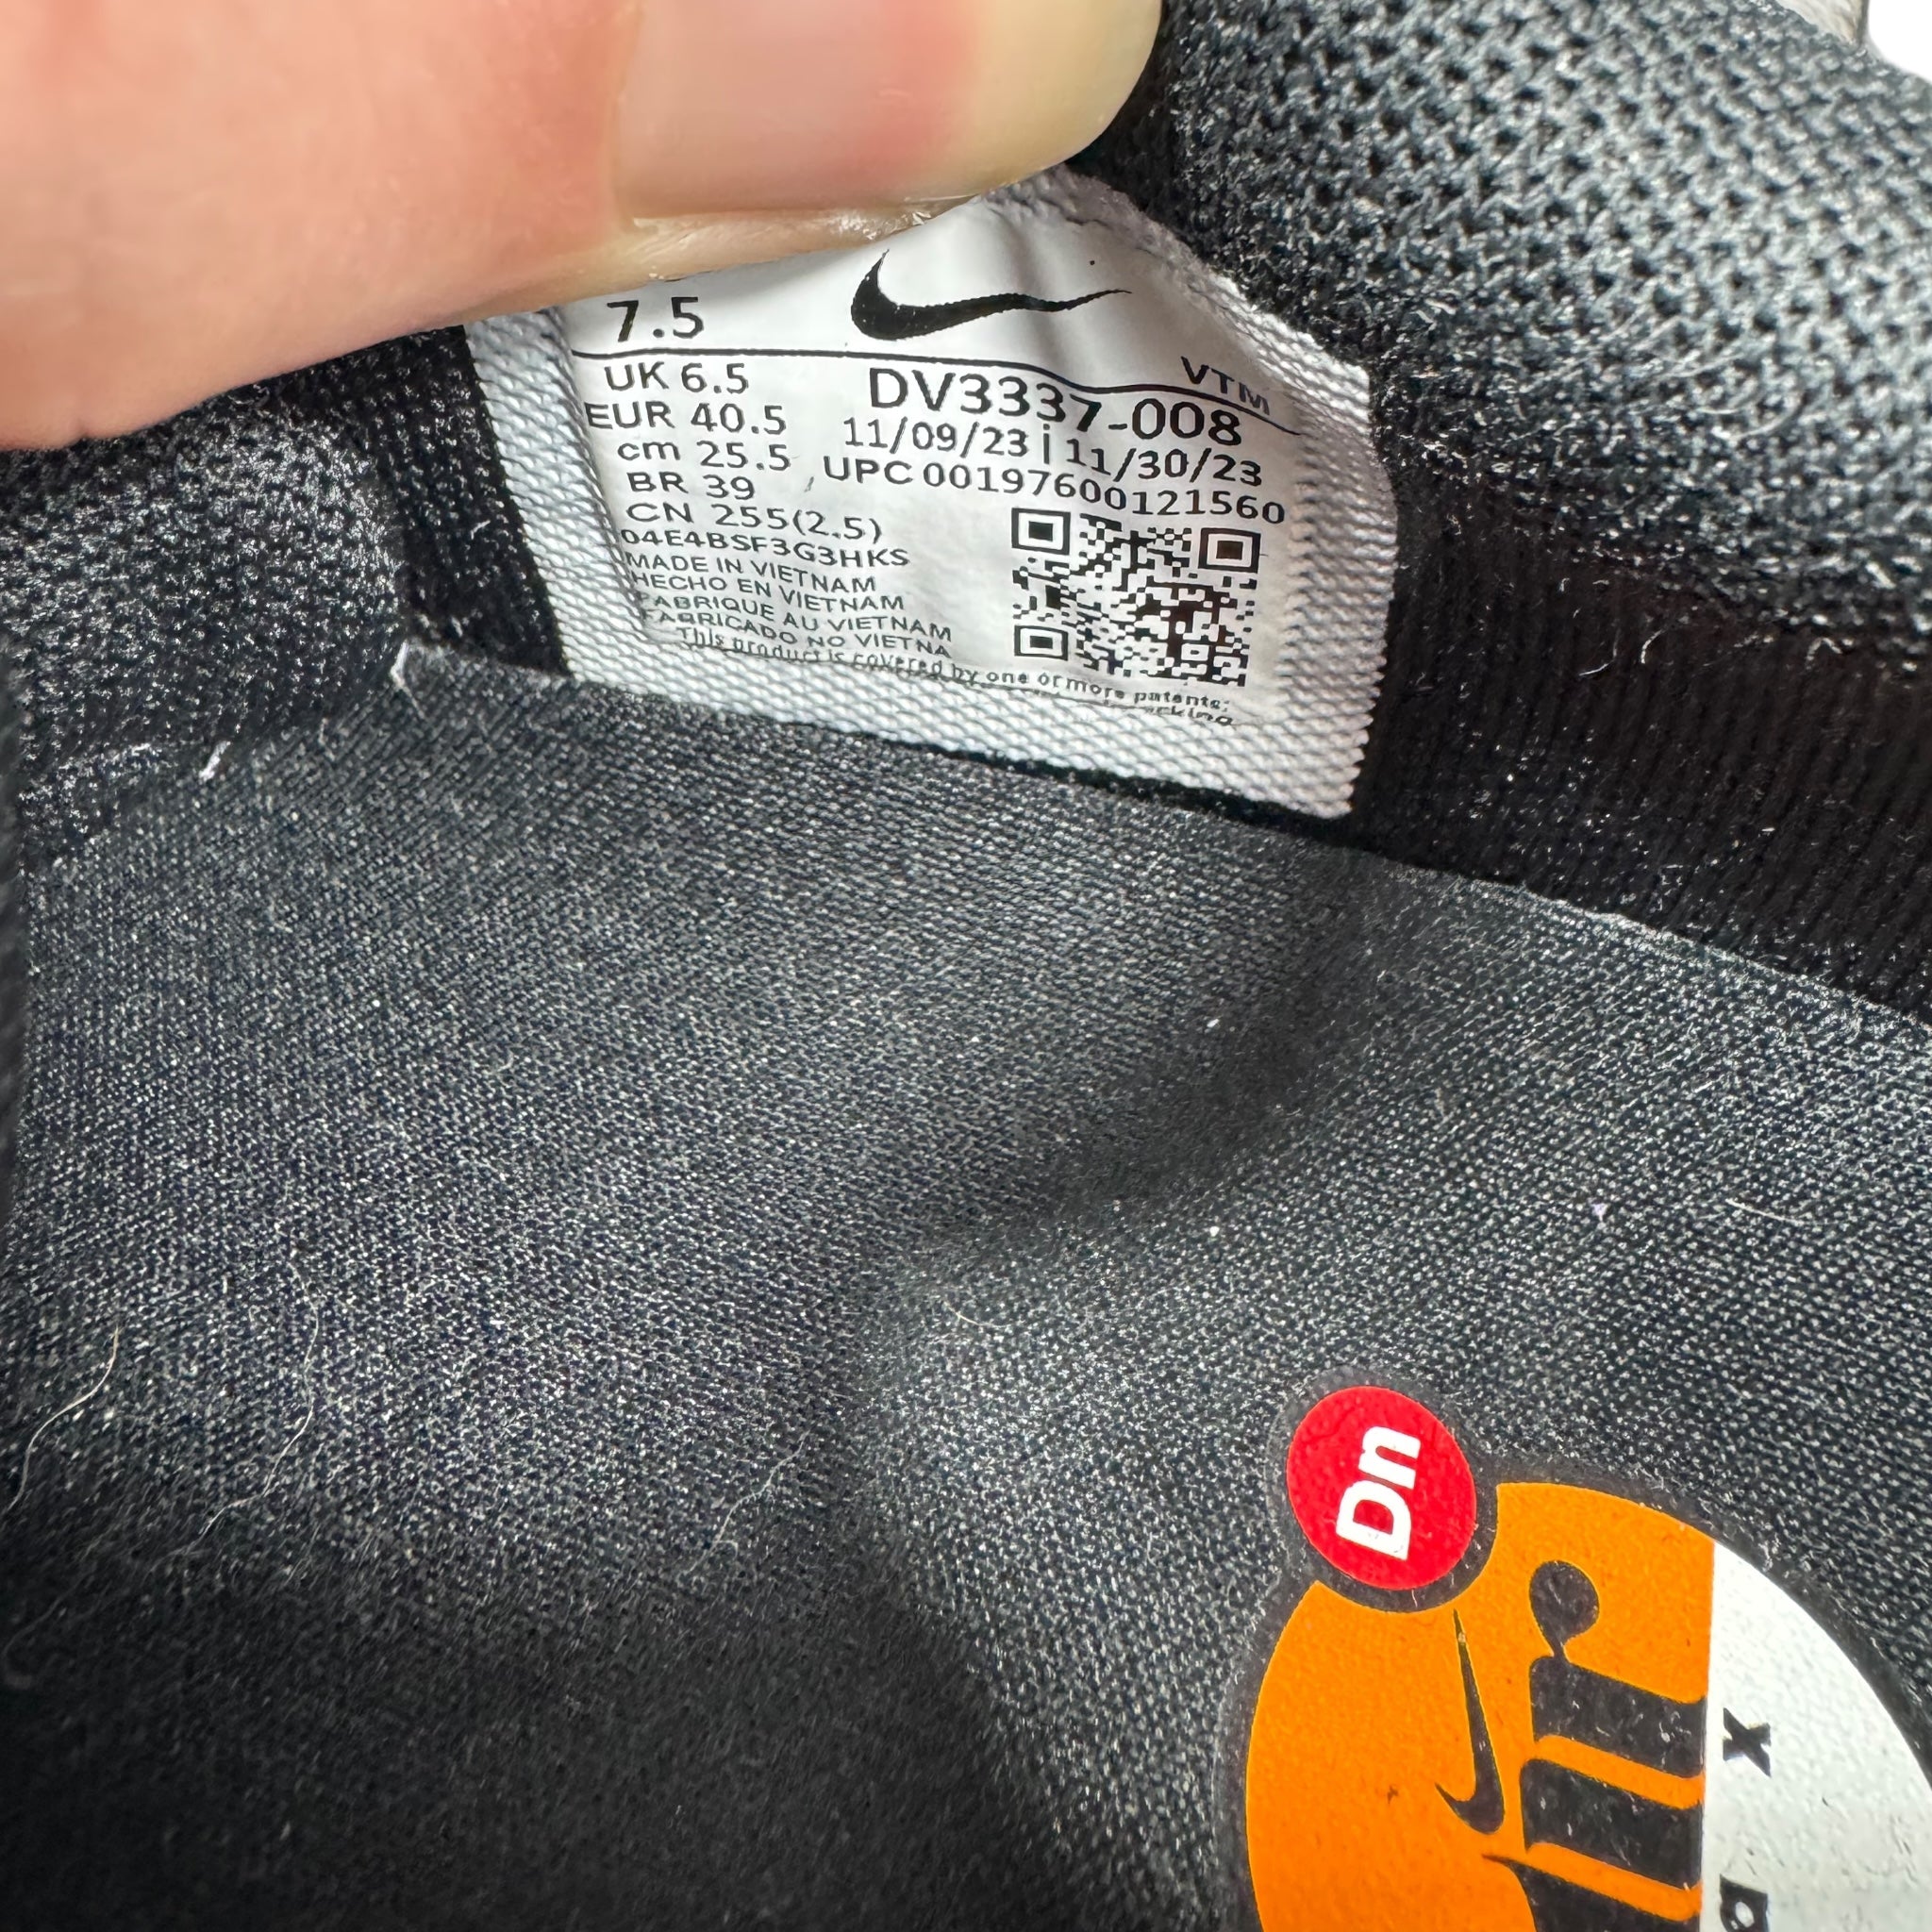 7.5
VTM
UK 6.5
DV3337-008
EUR 40.5
11/09/23 | 11/30/23
cm 25.5
UPC 00197600121560
BR 39
CN 255(2.5)
04E4BSF3G3HKS
MADE IN VIETNAM
HECHO EN VIETNAM
FABRIQUE AU VIETNAM
FABRICADO NO VIETNA
This product is covered by one or more patents:
Dn
Air